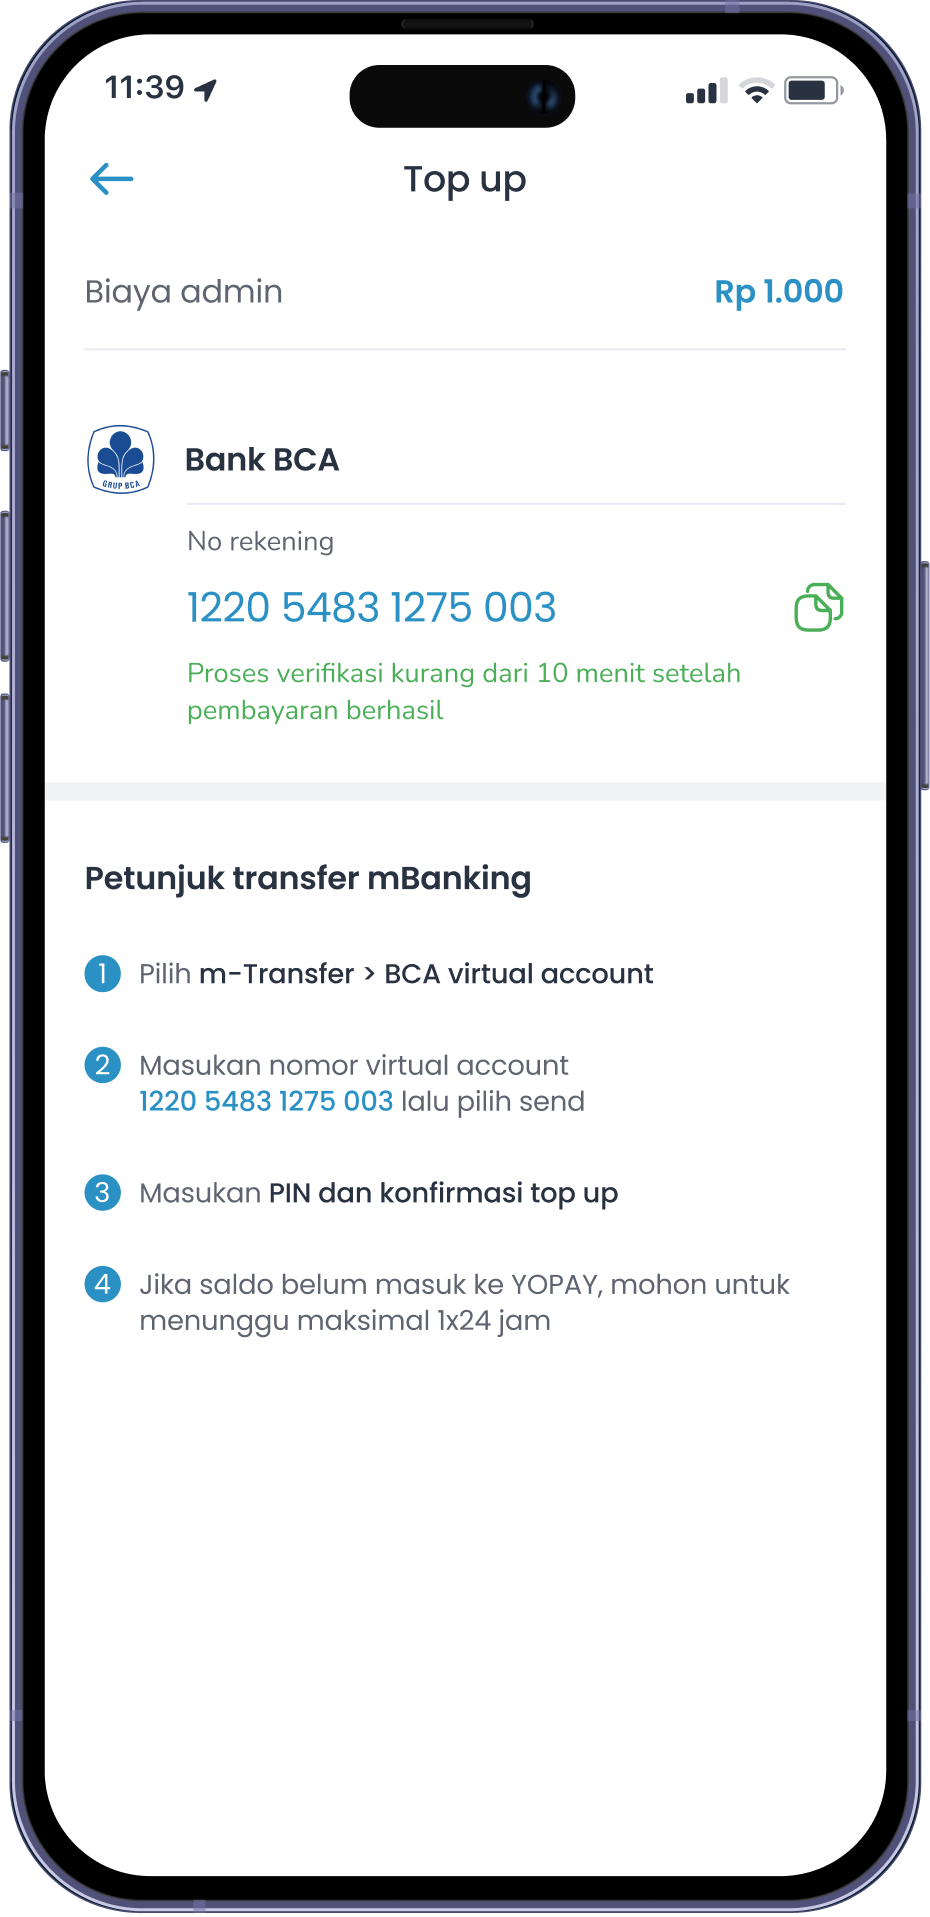 11:39
Top up
Biaya admin
Rp 1.000
GRUP BCA
Bank BCA
No rekening
1220 5483 1275 003
Proses verifikasi kurang dari 10 menit setelah
pembayaran berhasil
Petunjuk transfer mBanking
1 Pilih m-Transfer > BCA virtual account
2 Masukan nomor virtual account
1220 5483 1275 003 lalu pilih send
3 Masukan PIN dan konfirmasi top up
4 Jika saldo belum masuk ke YOPAY, mohon untuk
menunggu maksimal 1x24 jam